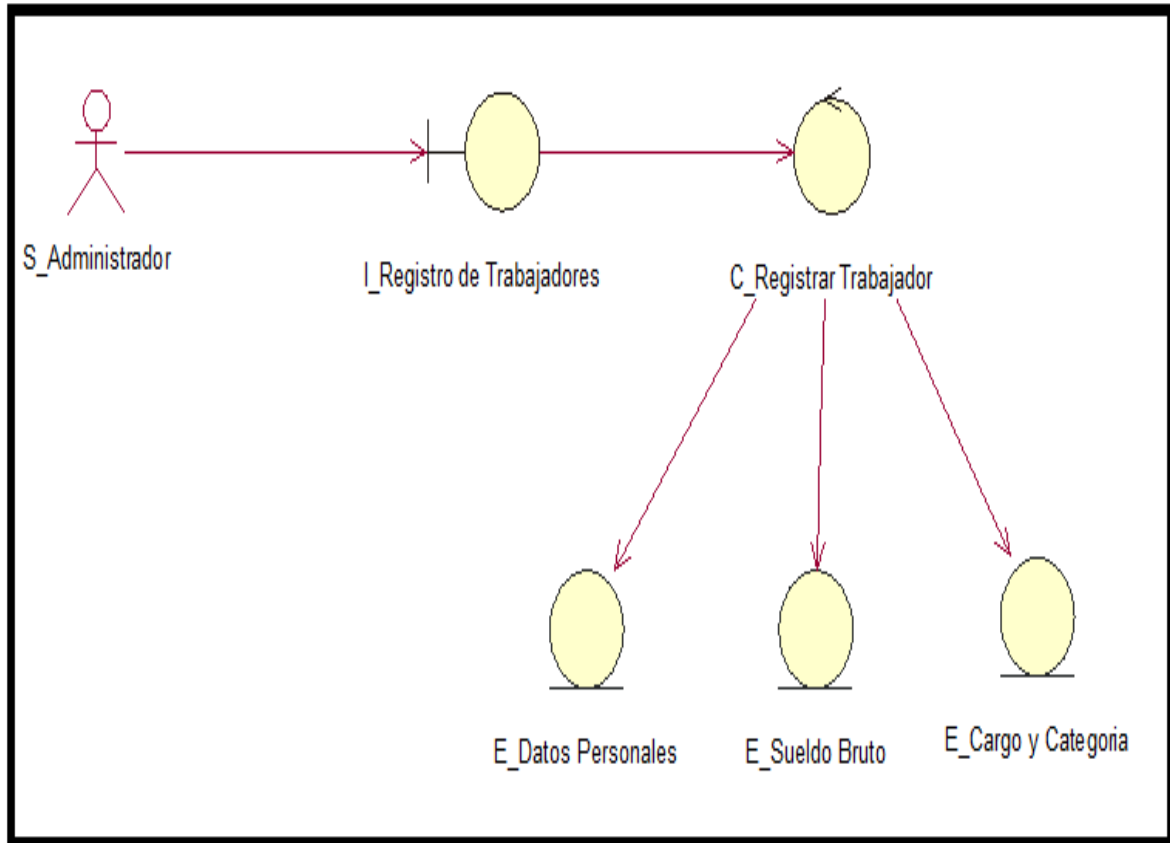 S_Administrador
I_Registro de Trabajadores
C_Registrar Trabajador
E_Datos Personales
E_Sueldo Bruto
E_Cargo y Categoria